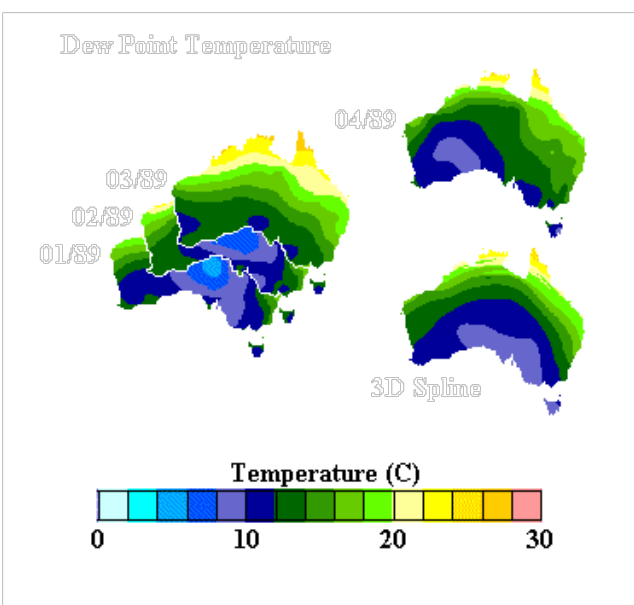 Dew Point Temperature
04/89
03/89
02/89
01/89
3D Spline
Temperature (C)
0 10 20 30